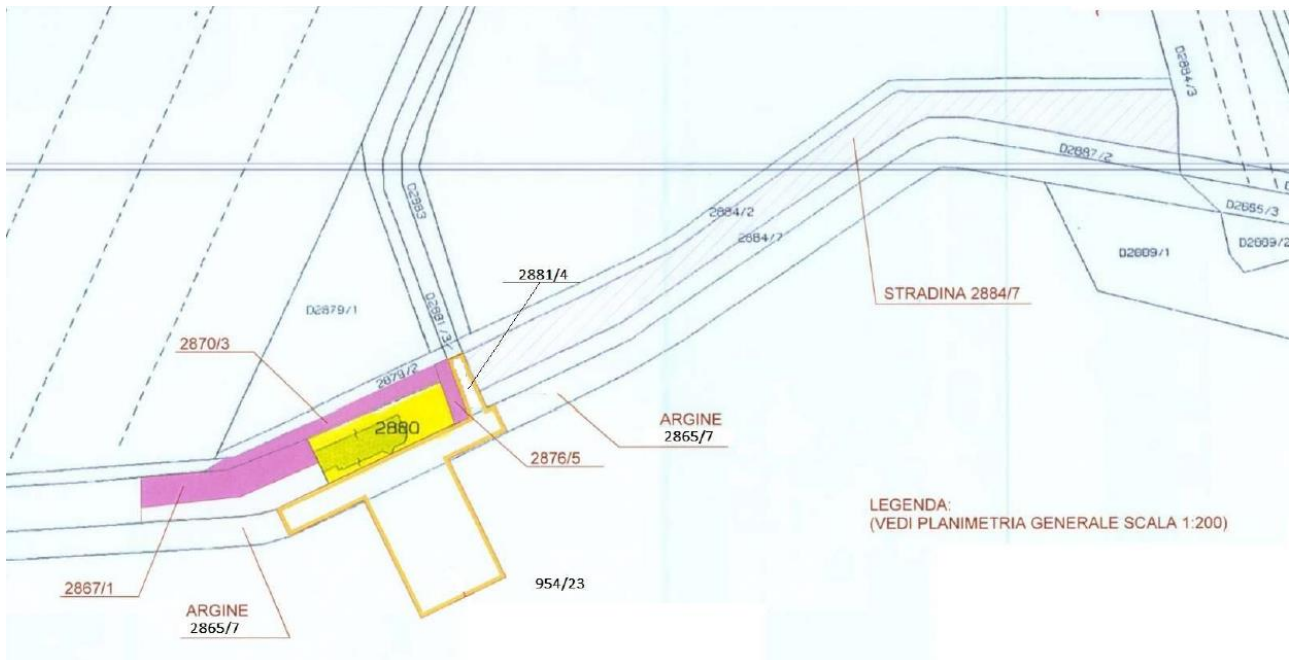 D2884/3
D2887/2
D2883
2884/2
D2885/3
2884/7
D2889/2
D2889/1
2881/4
STRADINA 2884/7
D2879/1
D2881/3
2870/3
2879/2
ARGINE
2865/7
2880
2876/5
LEGENDA:
(VEDI PLANIMETRIA GENERALE SCALA 1:200)
2867/1
954/23
ARGINE
2865/7